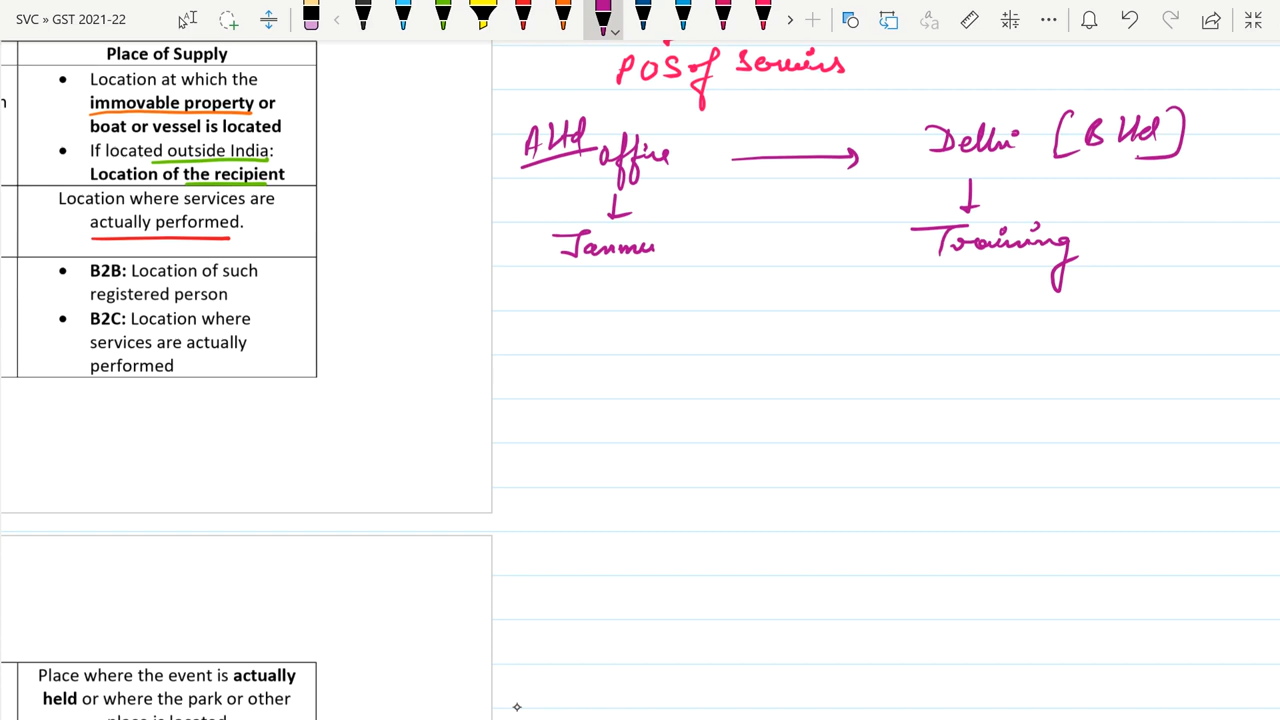 SVC » GST 2021-22
Place of Supply
• Location at which the
immovable property or
boat or vessel is located
• If located outside India:
Location of the recipient
Location where services are
actually performed.
• B2B: Location of such
registered person
• B2C: Location where
services are actually
performed
Place where the event is actually
held or where the park or other
place is located
POS of Services
A Ltd office → Delhi [B Ltd]
↓ ↓
Jammu Training